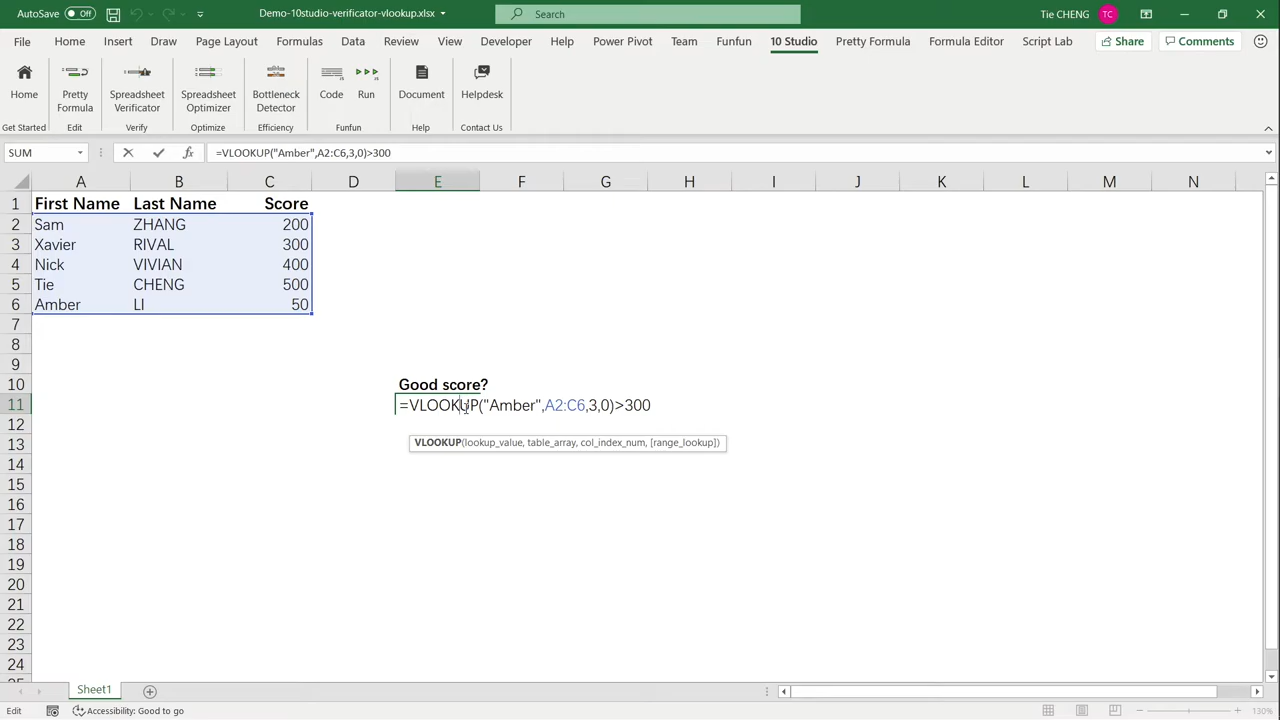 AutoSave Off Demo-10studio-verificator-vlookup.xlsx Search Tie CHENG TC
File Home Insert Draw Page Layout Formulas Data Review View Developer Help Power Pivot Team Funfun 10 Studio Pretty Formula Formula Editor Script Lab Share Comments
Home Pretty Formula Spreadsheet Verificator Spreadsheet Optimizer Bottleneck Detector Code Run Document Helpdesk
Get Started Edit Verify Optimize Efficiency Funfun Help Contact Us
SUM fx =VLOOKUP("Amber",A2:C6,3,0)>300
A B C D E F G H I J K L M N
1 First Name Last Name Score
2 Sam ZHANG 200
3 Xavier RIVAL 300
4 Nick VIVIAN 400
5 Tie CHENG 500
6 Amber LI 50
7
8
9
10 Good score?
11 =VLOOKUP("Amber",A2:C6,3,0)>300
12
13 VLOOKUP(lookup_value, table_array, col_index_num, [range_lookup])
14
15
16
17
18
19
20
21
22
23
24
Sheet1
Edit Accessibility: Good to go 130%